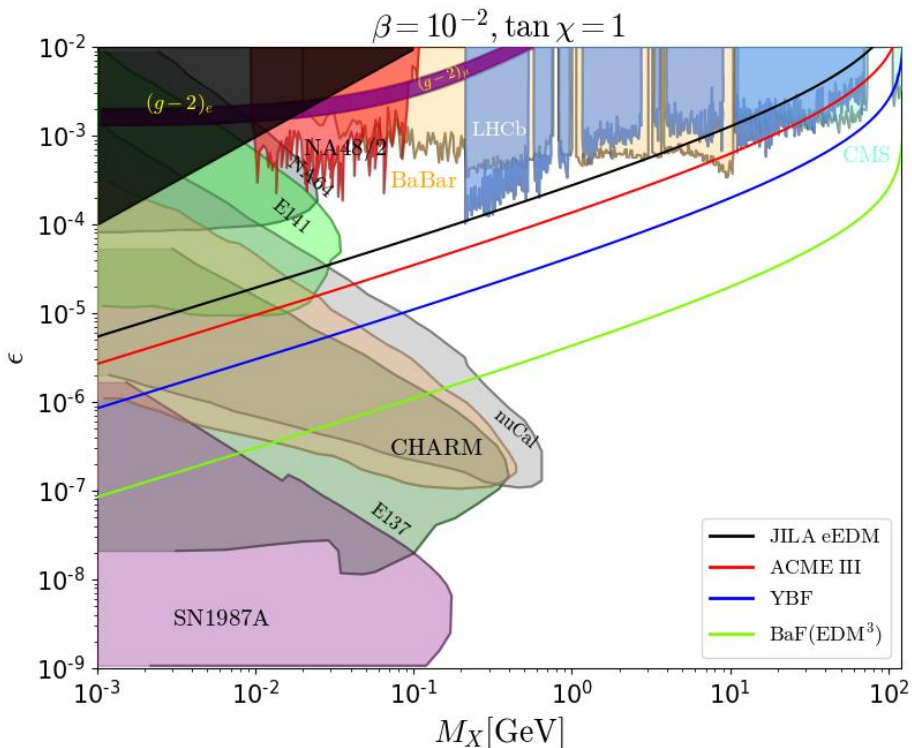 β = 10⁻², tan χ = 1
10⁻²
10⁻³
10⁻⁴
10⁻⁵
10⁻⁶
10⁻⁷
10⁻⁸
10⁻⁹
ϵ
(g−2)ₑ
(g−2)μ
NA48/2
LHCb
BaBar
CMS
NA64
E141
nuCal
CHARM
E137
SN1987A
JILA eEDM
ACME III
YBF
BaF(EDM³)
10⁻³ 10⁻² 10⁻¹ 10⁰ 10¹ 10²
M_X[GeV]